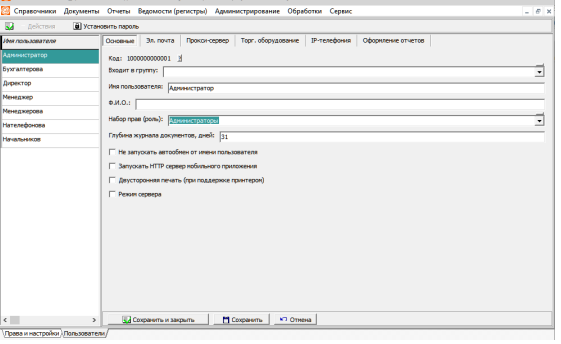 Справочники Документы Отчеты Ведомости (регистры) Администрирование Обработки Сервис
Действия Установить пароль
Имя пользователя
Основные Эл. почта Прокси-сервер Торг. оборудование IP-телефония Оформление отчетов
Администратор
Бухгалтерова
Директор
Менеджер
Менеджерова
Нателефонова
Начальников
Код: 1000000000001
Входит в группу:
Имя пользователя: Администратор
Ф.И.О.:
Набор прав (роль): Администраторы
Глубина журнала документов, дней: 31
Не запускать автообмен от имени пользователя
Запускать HTTP сервер мобильного приложения
Двусторонняя печать (при поддержке принтером)
Режим сервера
Сохранить и закрыть Сохранить Отмена
Права и настройки Пользователи